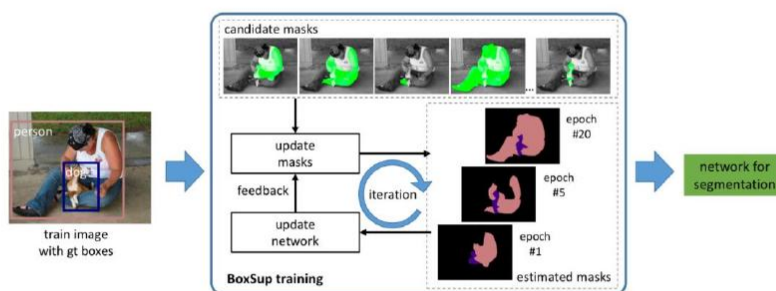 candidate masks
...
person
dog
train image
with gt boxes
update
masks
feedback
iteration
update
network
BoxSup training
epoch
#20
epoch
#5
epoch
#1
estimated masks
network for
segmentation